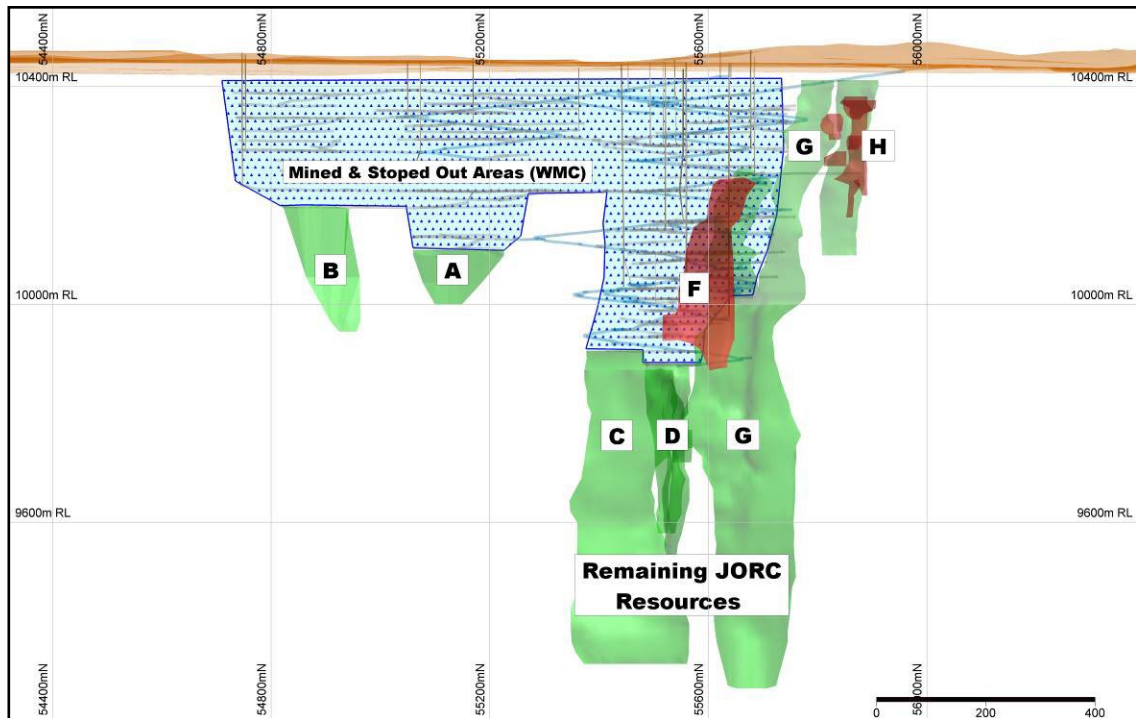 54400mN
54800mN
55200mN
55600mN
56000mN
10400m RL
10400m RL
G
H
Mined & Stoped Out Areas (WMC)
B
A
F
10000m RL
10000m RL
C
D
G
9600m RL
9600m RL
Remaining JORC
Resources
54400mN
54800mN
55200mN
55600mN
56000mN
0
200
400